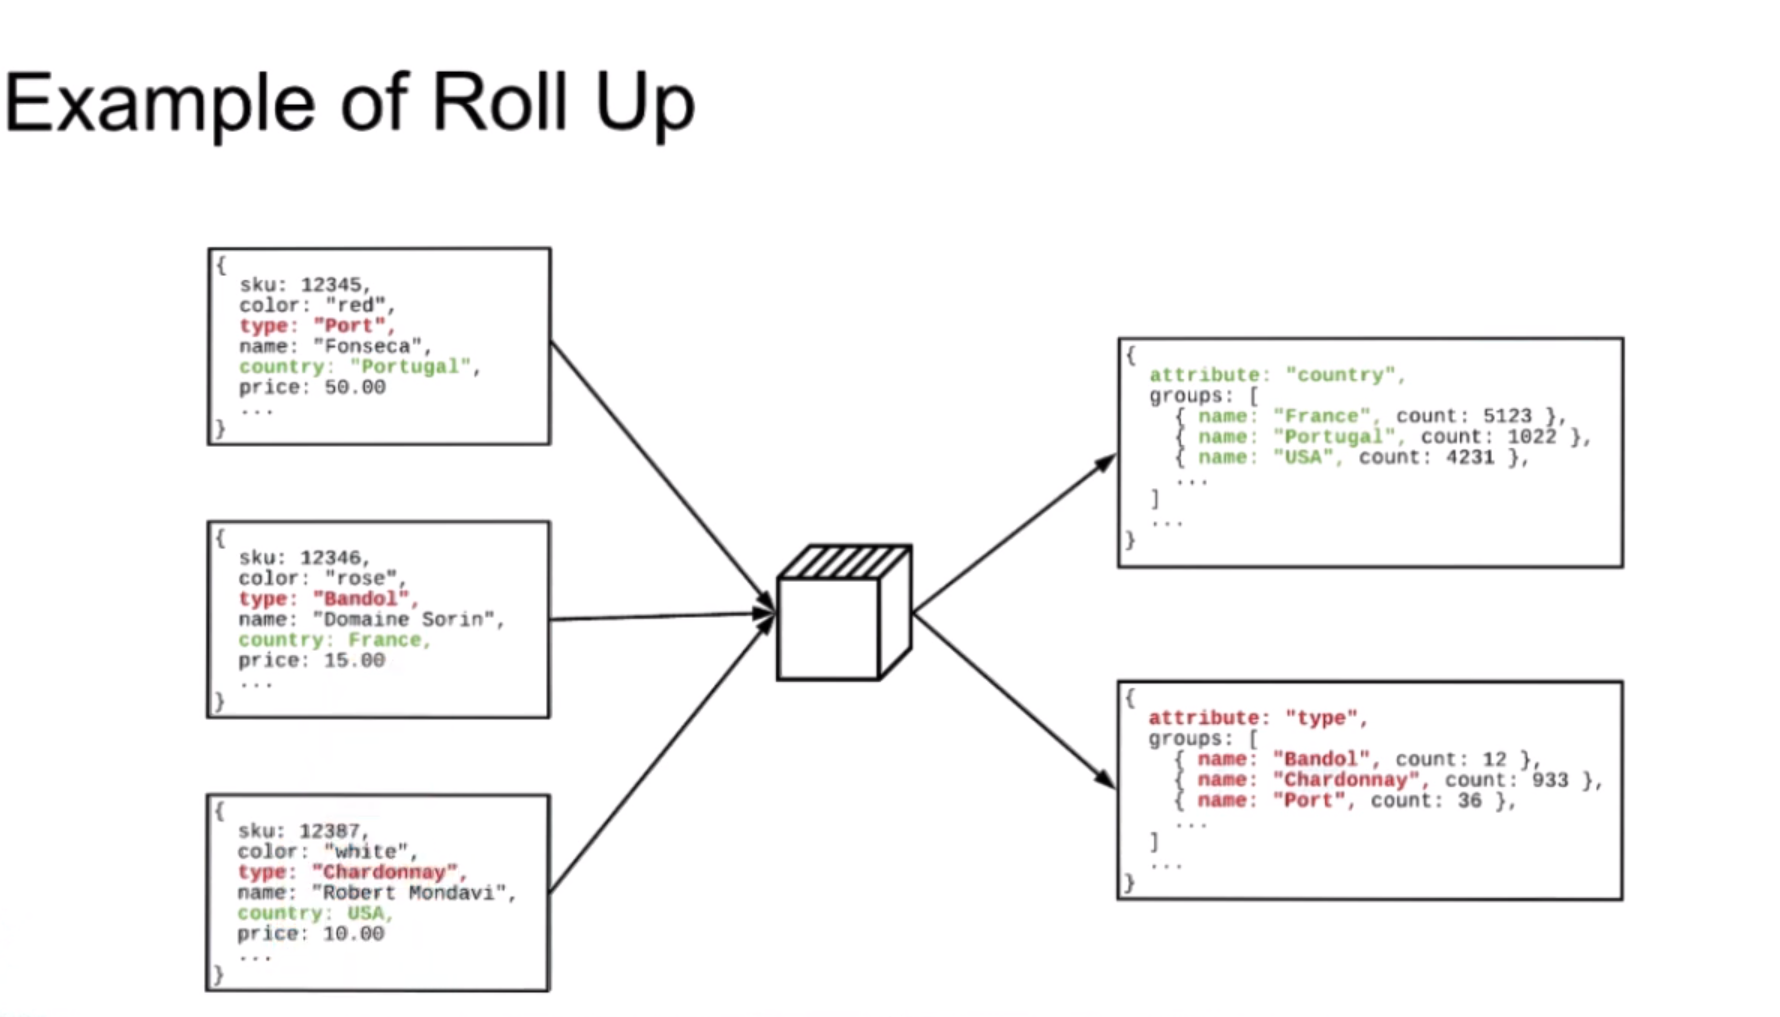 Example of Roll Up
{
sku: 12345,
color: "red",
type: "Port",
name: "Fonseca",
country: "Portugal",
price: 50.00
...
}
{
sku: 12346,
color: "rose",
type: "Bandol",
name: "Domaine Sorin",
country: France,
price: 15.00
...
}
{
sku: 12387,
color: "white",
type: "Chardonnay",
name: "Robert Mondavi",
country: USA,
price: 10.00
...
}
{
attribute: "country",
groups: [
{ name: "France", count: 5123 },
{ name: "Portugal", count: 1022 },
{ name: "USA", count: 4231 },
...
]
...
}
{
attribute: "type",
groups: [
{ name: "Bandol", count: 12 },
{ name: "Chardonnay", count: 933 },
{ name: "Port", count: 36 },
...
]
...
}